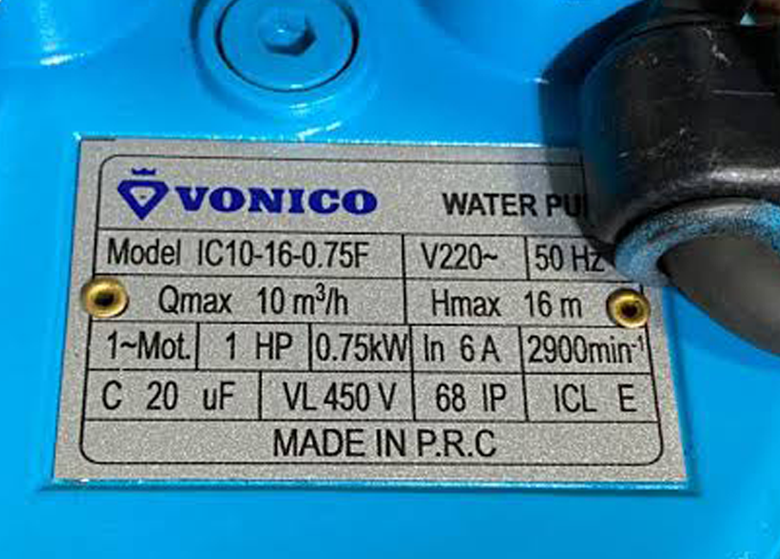 VONICO WATER
Model IC10-16-0.75F V220~ 50 Hz
Qmax 10 m³/h Hmax 16 m
1~Mot. 1 HP 0.75kW In 6 A 2900min⁻¹
C 20 uF VL 450 V 68 IP ICL E
MADE IN P.R.C